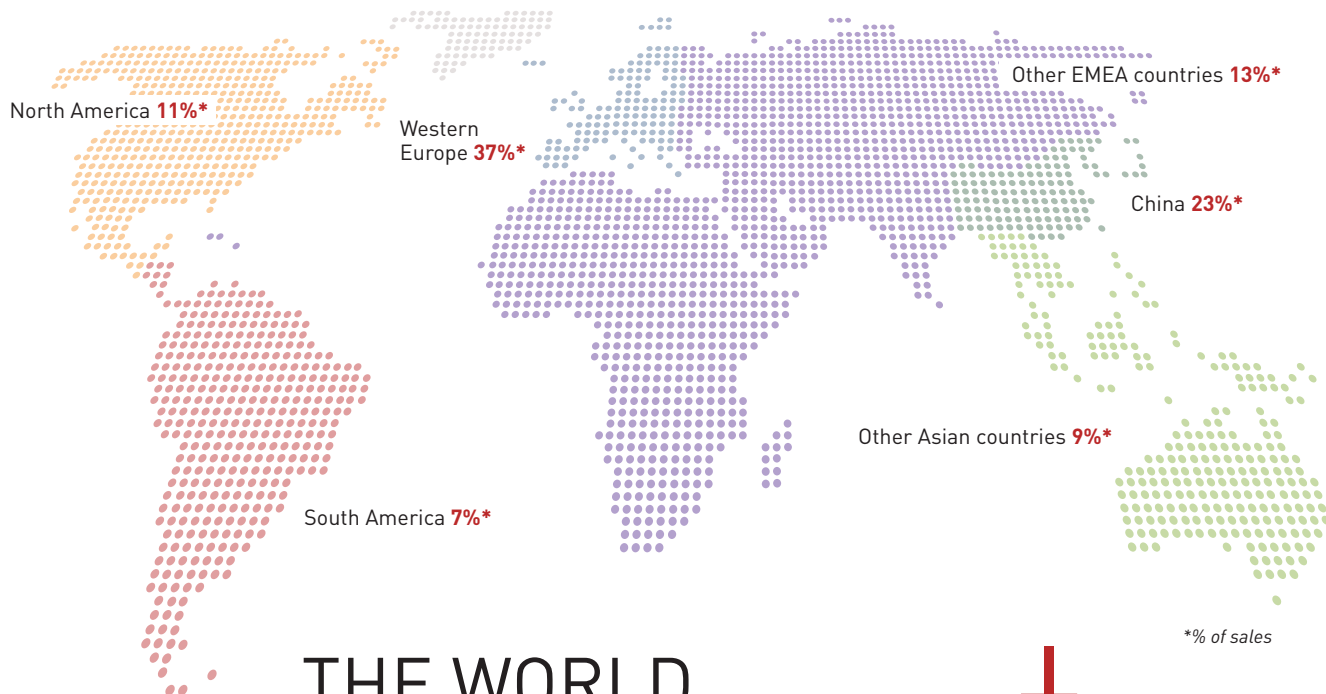 Other EMEA countries 13%*
North America 11%*
Western
Europe 37%*
China 23%*
Other Asian countries 9%*
South America 7%*
*% of sales
THE WORLD